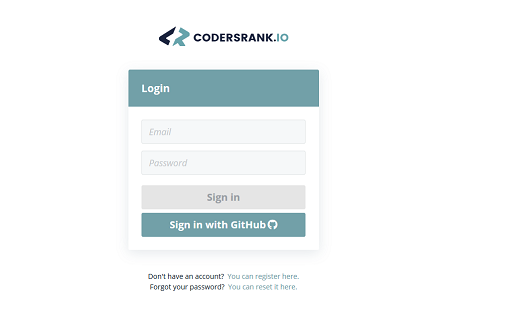 CODERSRANK.IO
Login
Email
Password
Sign in
Sign in with GitHub
Don't have an account? You can register here.
Forgot your password? You can reset it here.